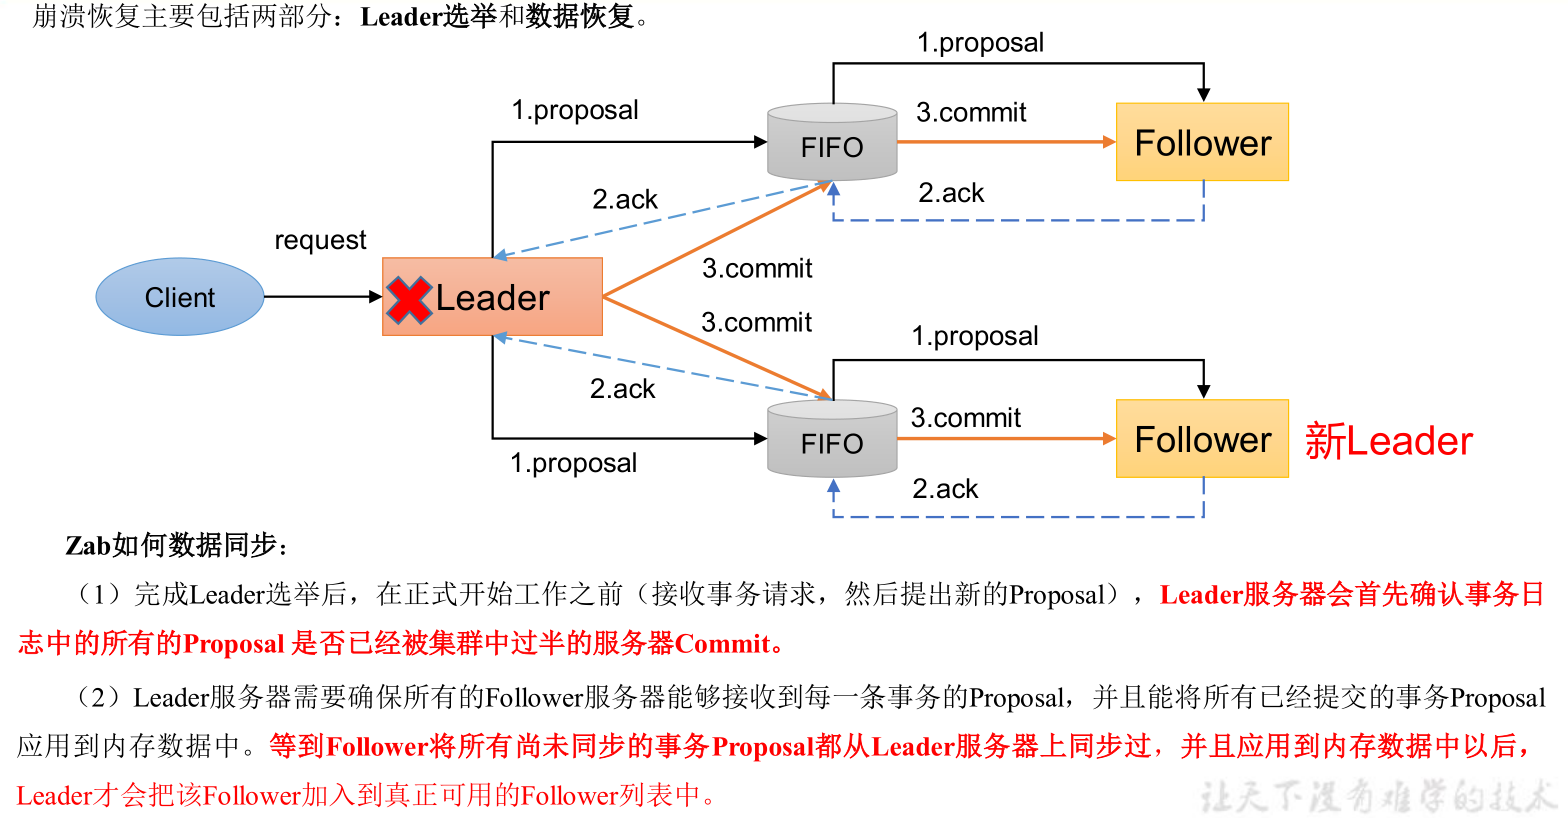 崩溃恢复主要包括两部分：Leader选举和数据恢复。
1.proposal
1.proposal
FIFO
3.commit
Follower
2.ack
2.ack
request
3.commit
Client
Leader
3.commit
1.proposal
2.ack
3.commit
FIFO
Follower
新Leader
1.proposal
2.ack
Zab如何数据同步：
（1）完成Leader选举后，在正式开始工作之前（接收事务请求，然后提出新的Proposal），Leader服务器会首先确认事务日
志中的所有的Proposal 是否已经被集群中过半的服务器Commit。
（2）Leader服务器需要确保所有的Follower服务器能够接收到每一条事务的Proposal，并且能将所有已经提交的事务Proposal
应用到内存数据中。等到Follower将所有尚未同步的事务Proposal都从Leader服务器上同步过，并且应用到内存数据中以后，
Leader才会把该Follower加入到真正可用的Follower列表中。
让天下没有难学的技术